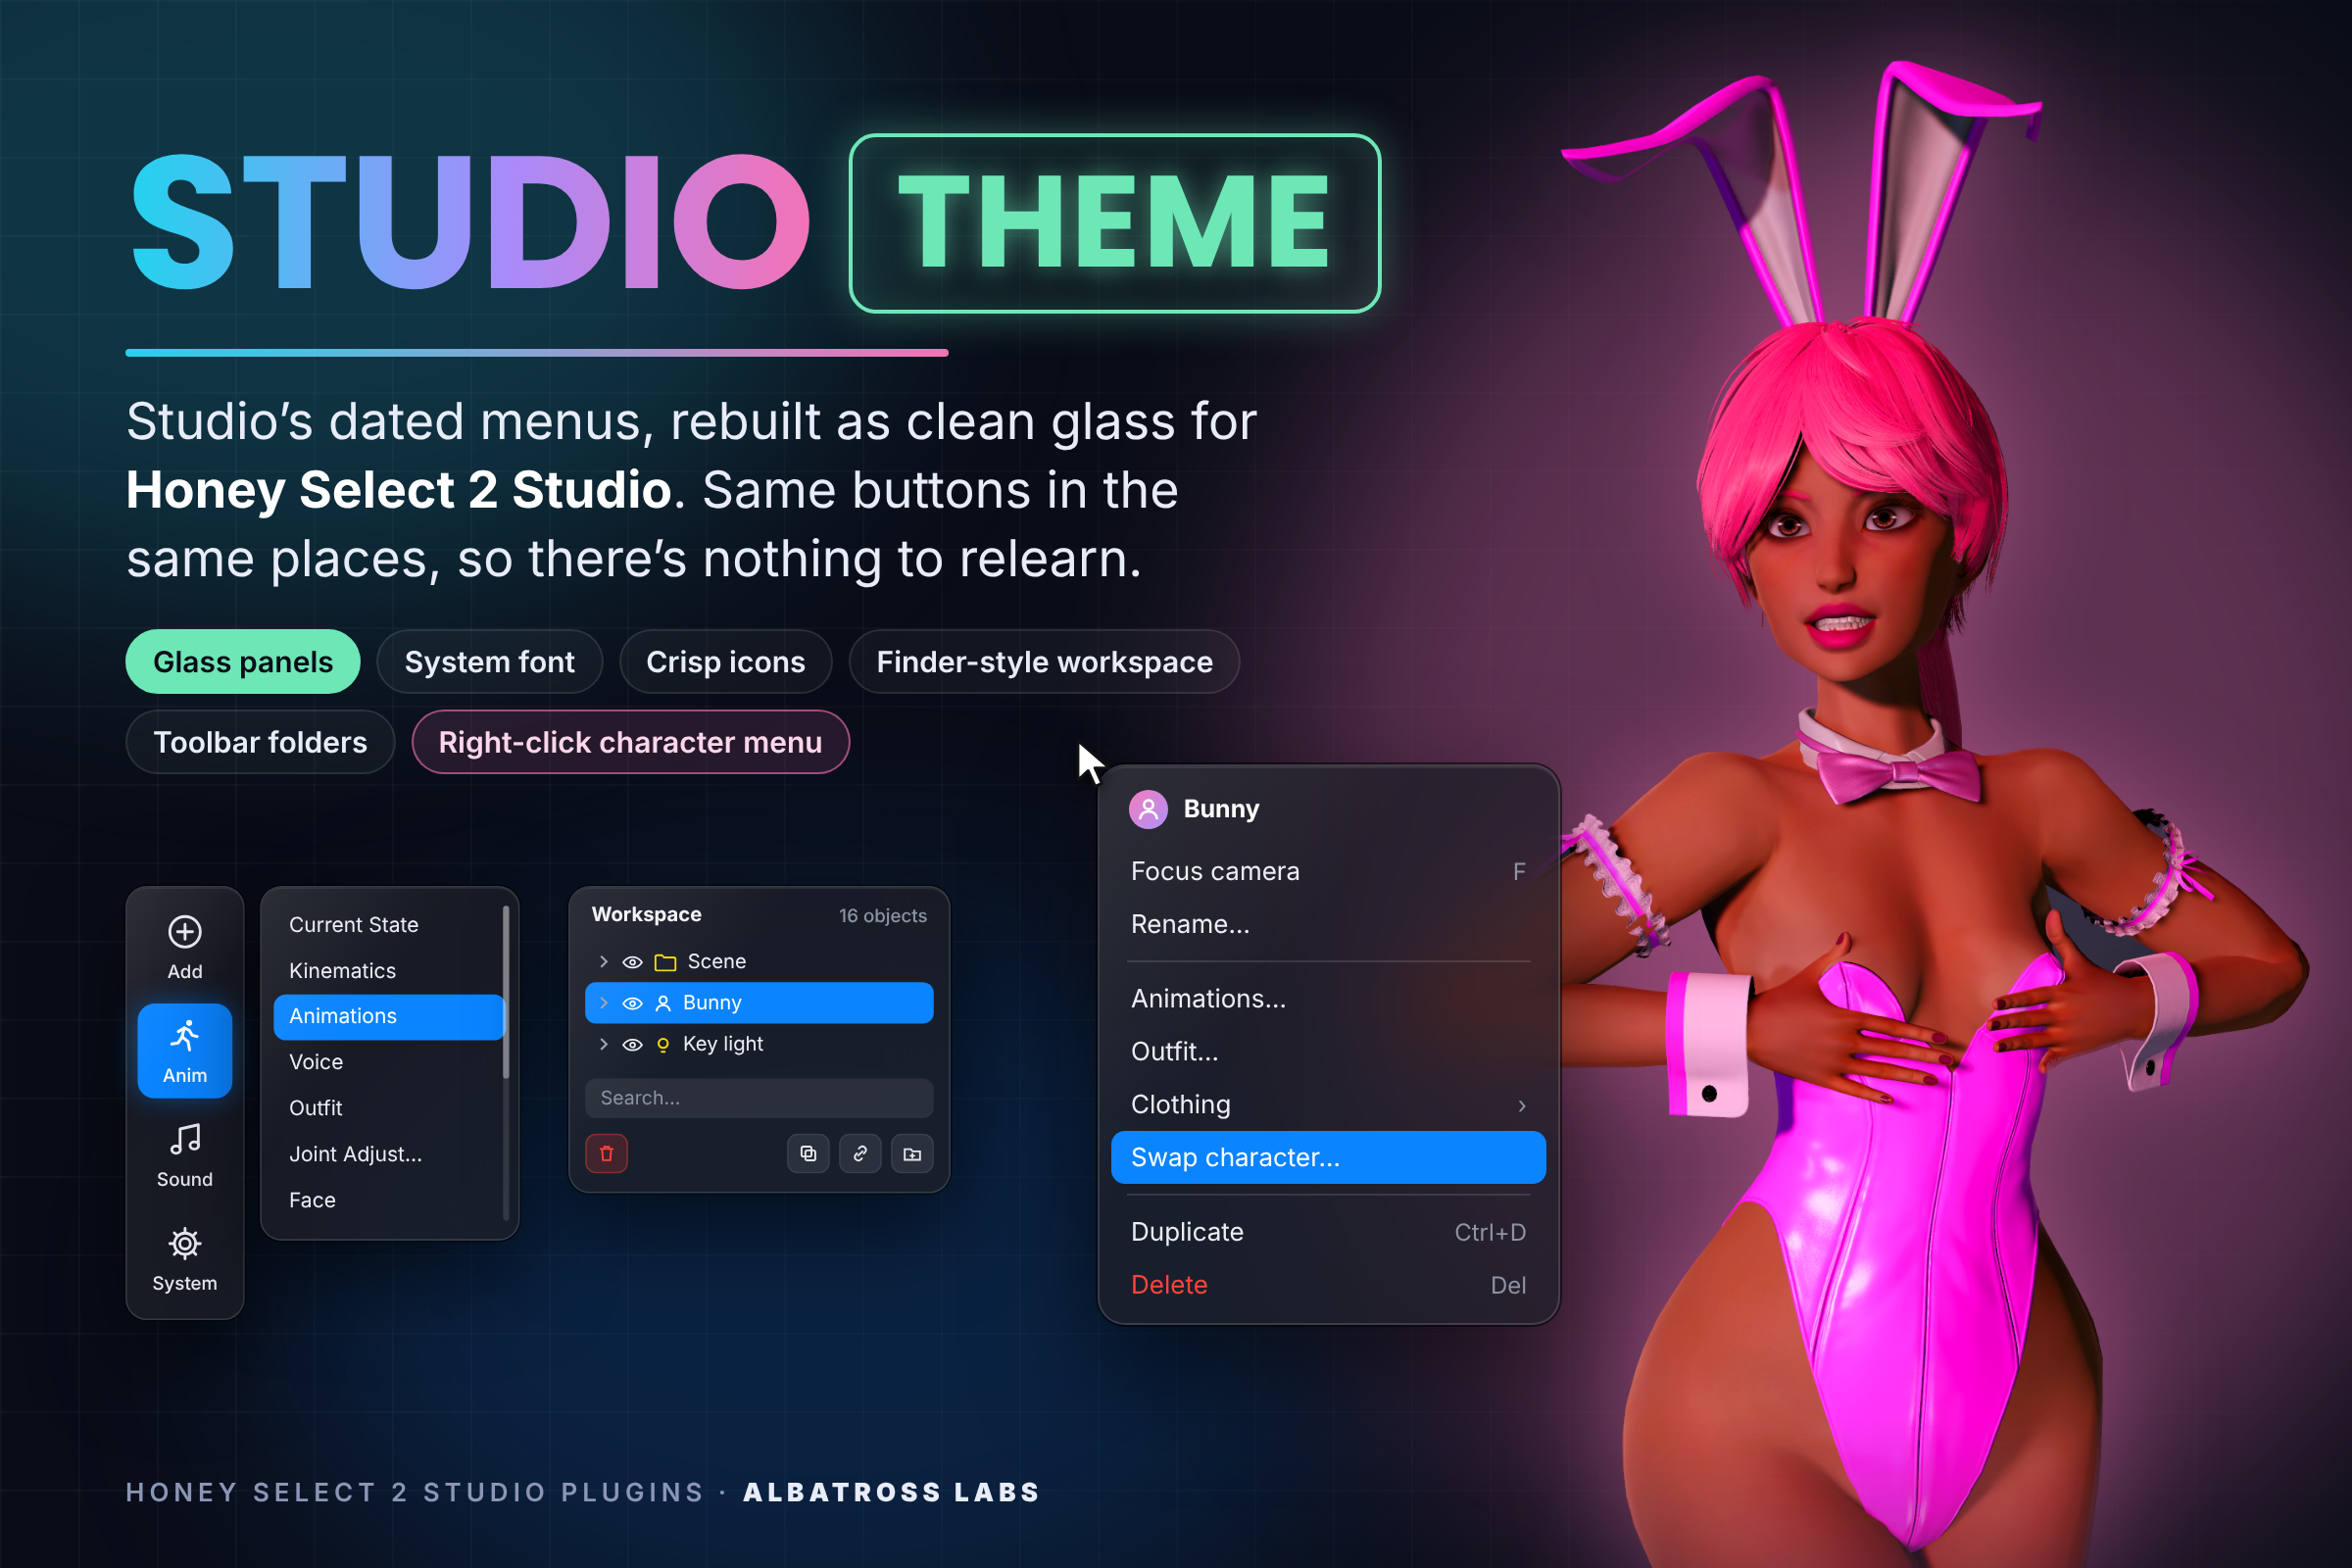 STUDIO THEME
Studio’s dated menus, rebuilt as clean glass for
Honey Select 2 Studio. Same buttons in the
same places, so there’s nothing to relearn.
Glass panels System font Crisp icons Finder-style workspace
Toolbar folders Right-click character menu
Add
Anim
Sound
System
Current State
Kinematics
Animations
Voice
Outfit
Joint Adjust...
Face
Workspace 16 objects
Scene
Bunny
Key light
Search...
Bunny
Focus camera F
Rename...
Animations...
Outfit...
Clothing ›
Swap character...
Duplicate Ctrl+D
Delete Del
HONEY SELECT 2 STUDIO PLUGINS · ALBATROSS LABS